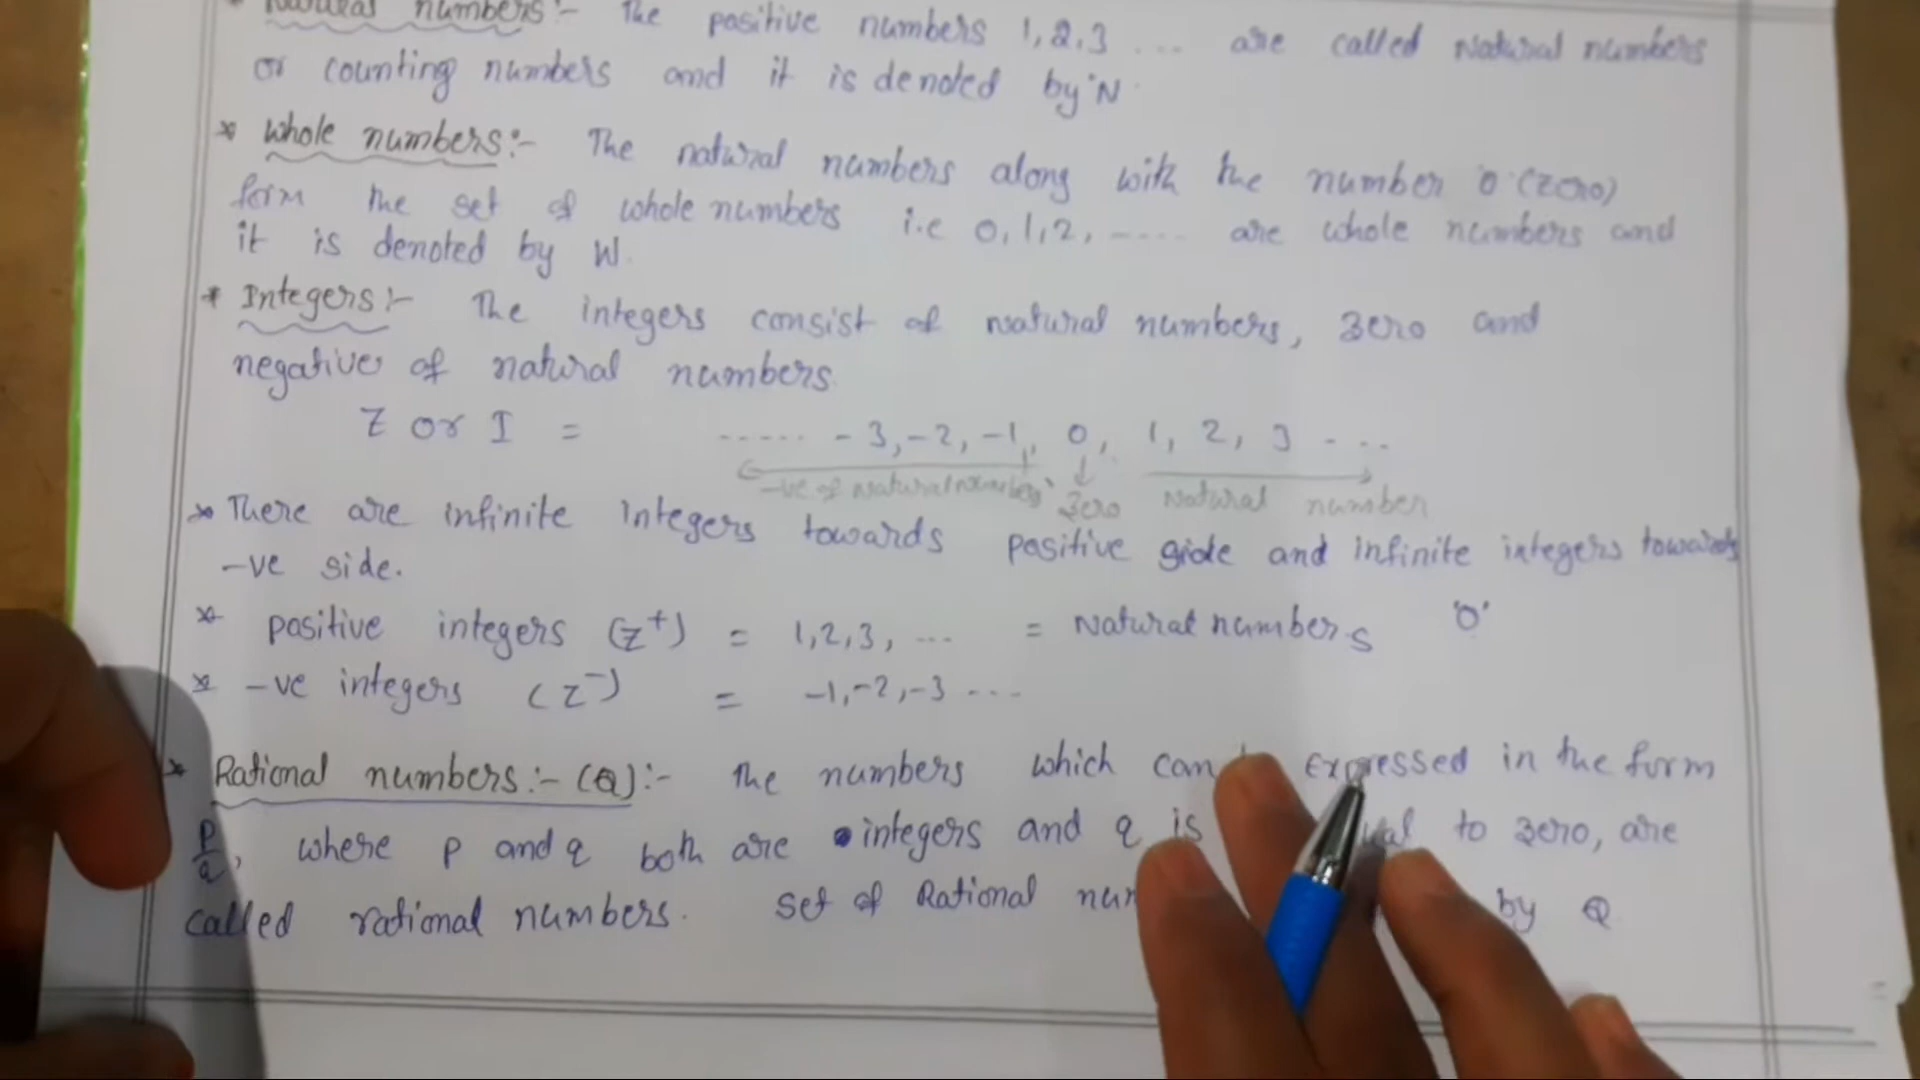 Natural numbers:- The positive numbers 1, 2, 3 ... are called Natural numbers
or counting numbers and it is denoted by 'N'
* Whole numbers:- The natural numbers along with the number '0' (zero)
form the set of whole numbers i.e 0, 1, 2, ..... are whole numbers and
it is denoted by W.
* Integers:- The integers consist of natural numbers, zero and
negative of natural numbers
Z or I = ...... -3, -2, -1, 0, 1, 2, 3 ...
-ve of natural numbers zero Natural number
* There are infinite integers towards positive side and infinite integers towards
-ve side.
* positive integers (Z+) = 1, 2, 3, ... = Natural numbers '0'
* -ve integers (Z-) = -1, -2, -3 ....
* Rational numbers:- (Q):- The numbers which can expressed in the form
p/q, where p and q both are integers and q is to zero, are
called rational numbers. set of Rational by Q